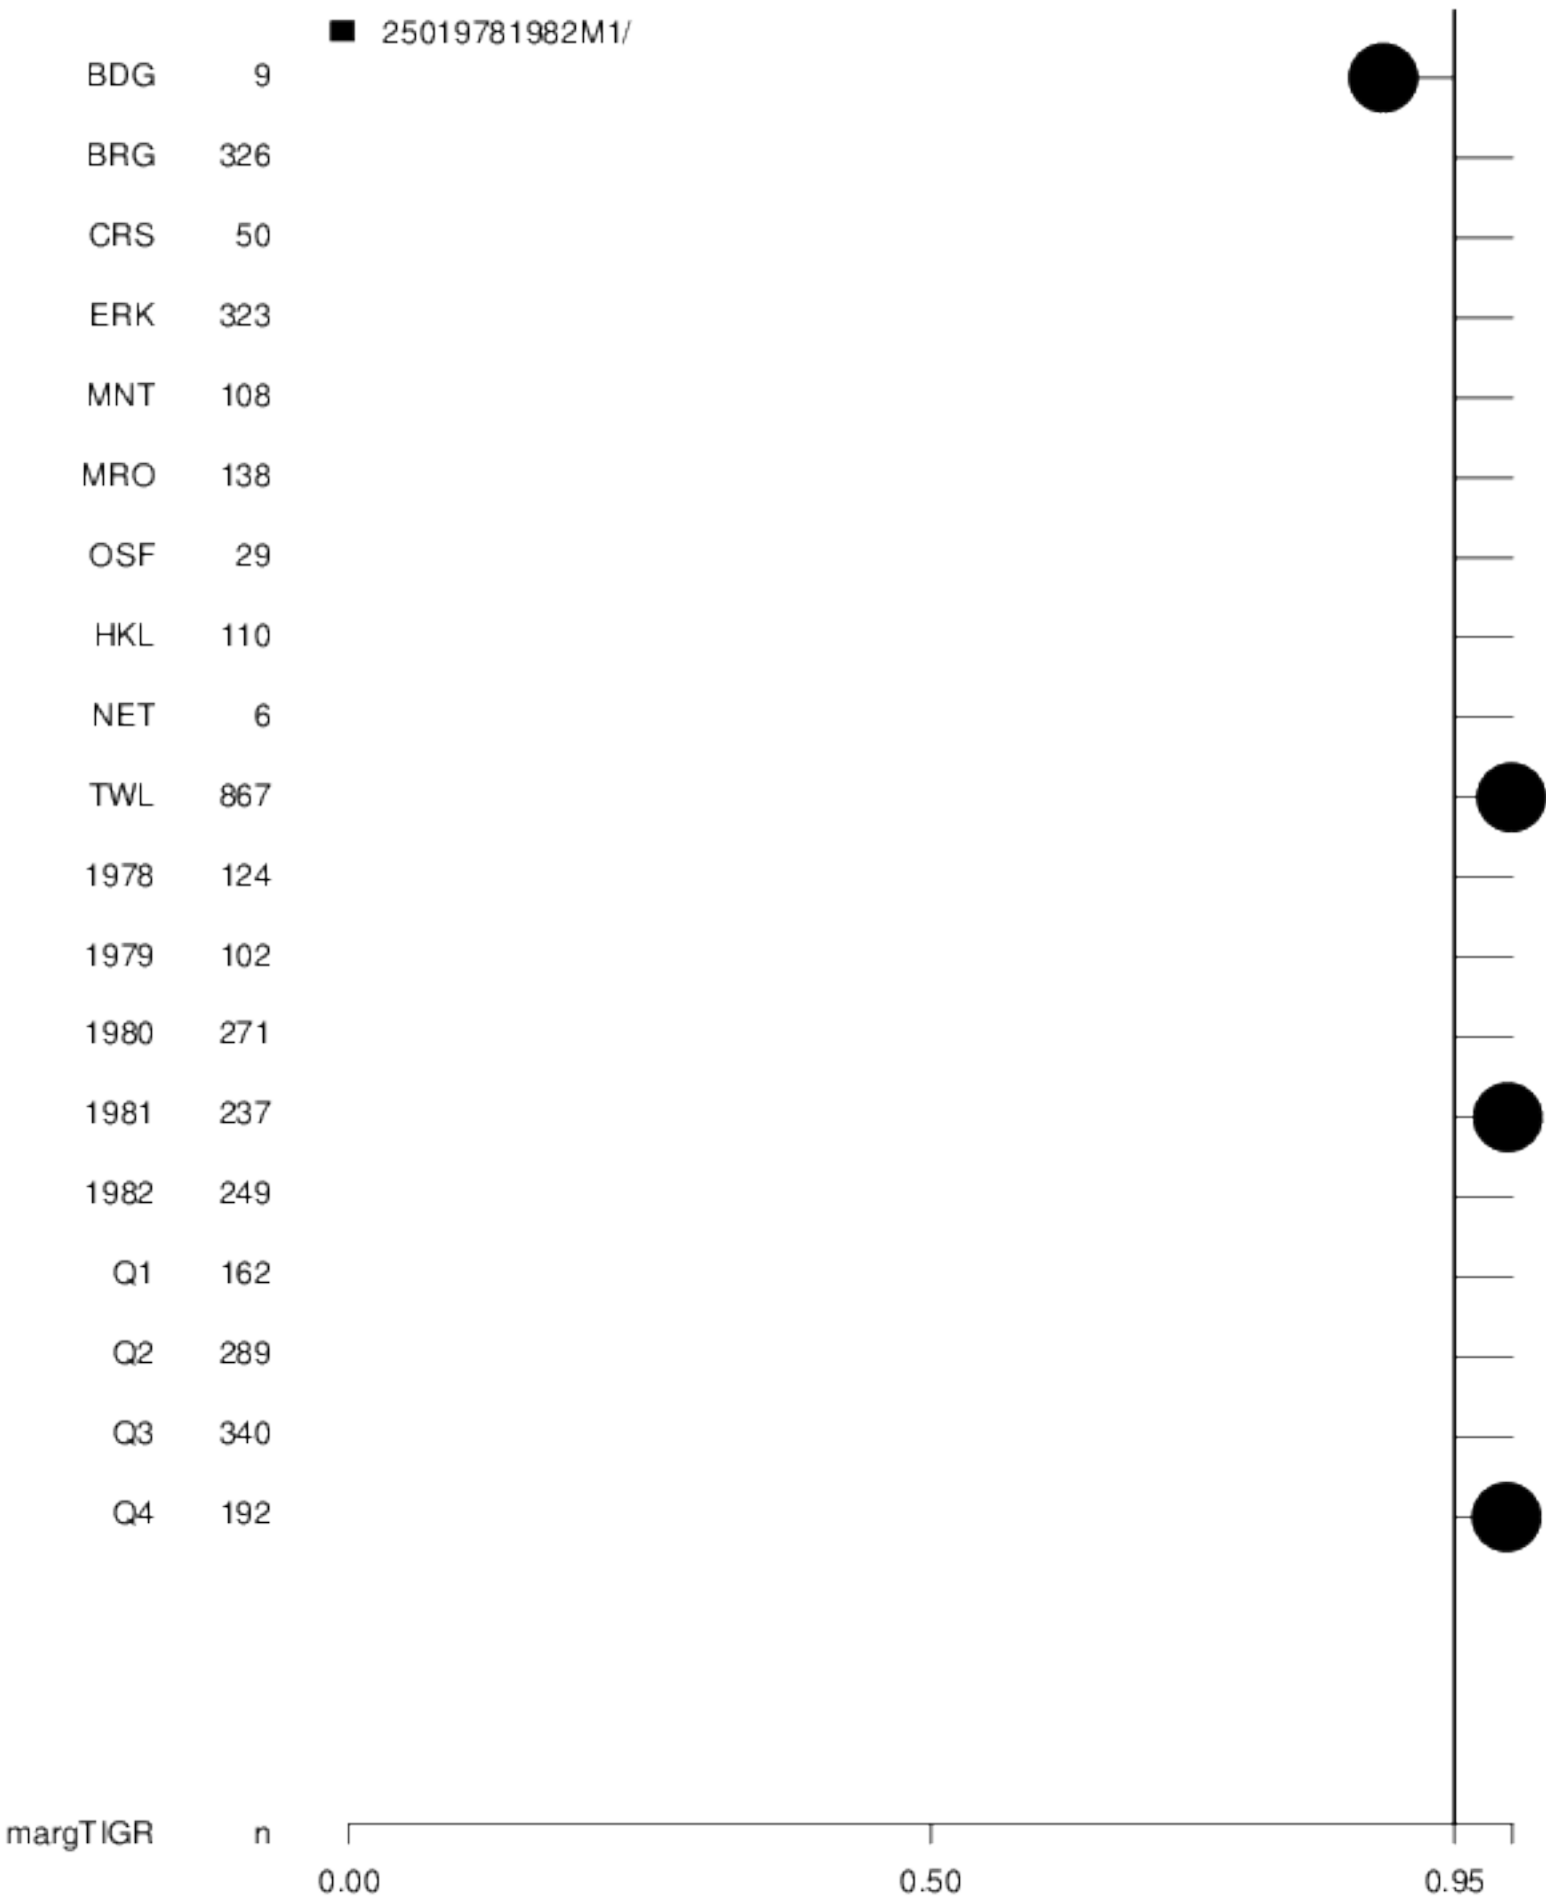 25019781982M1/
BDG 9
BRG 326
CRS 50
ERK 323
MNT 108
MRO 138
OSF 29
HKL 110
NET 6
TWL 867
1978 124
1979 102
1980 271
1981 237
1982 249
Q1 162
Q2 289
Q3 340
Q4 192
margTIGR n
0.00 0.50 0.95